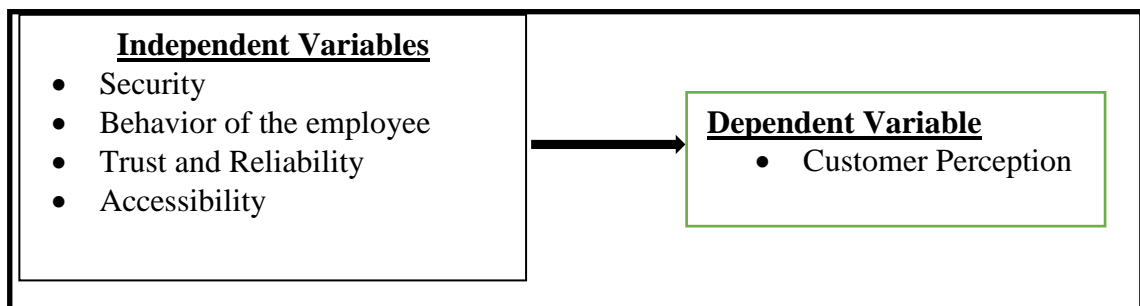 Independent Variables
• Security
• Behavior of the employee
• Trust and Reliability
• Accessibility
Dependent Variable
• Customer Perception